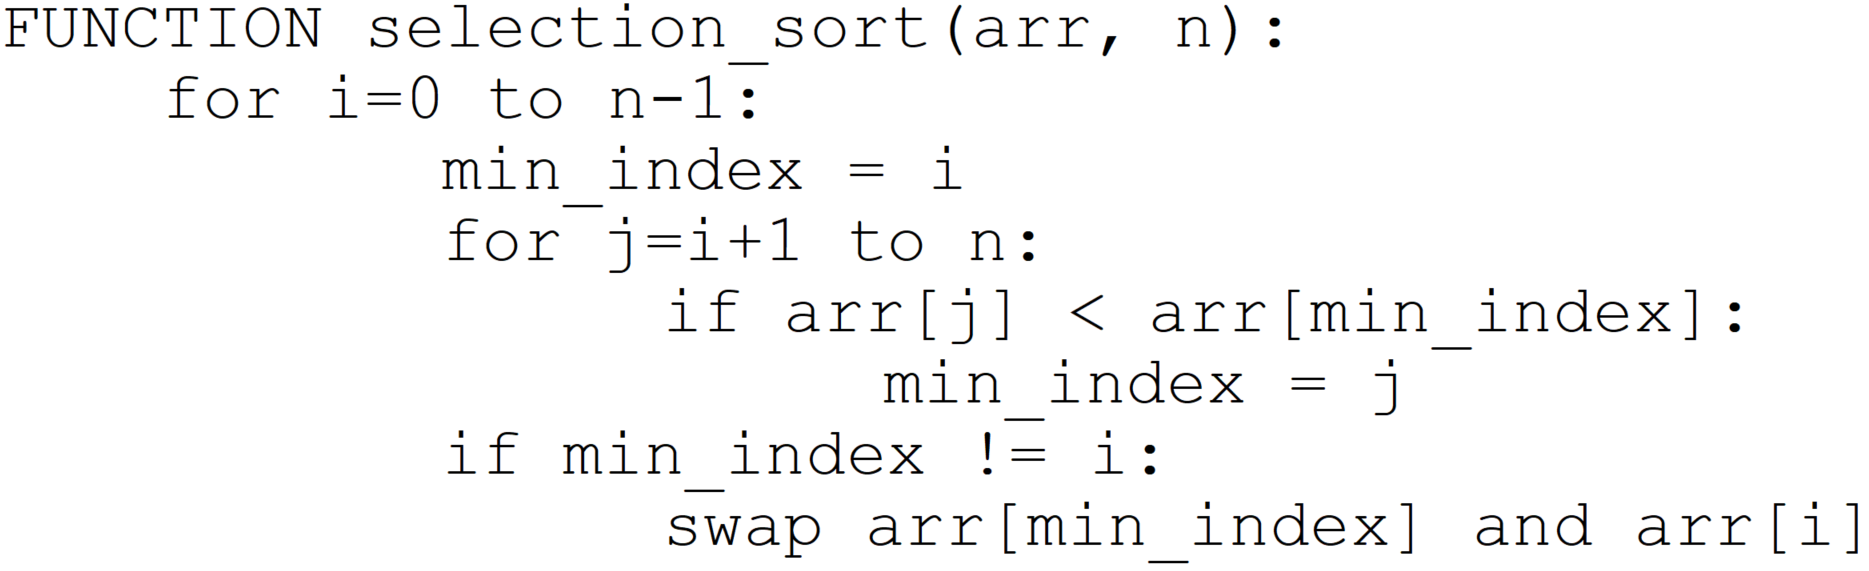 FUNCTION selection_sort(arr, n):
for i=0 to n-1:
min_index = i
for j=i+1 to n:
if arr[j] < arr[min_index]:
min_index = j
if min_index != i:
swap arr[min_index] and arr[i]